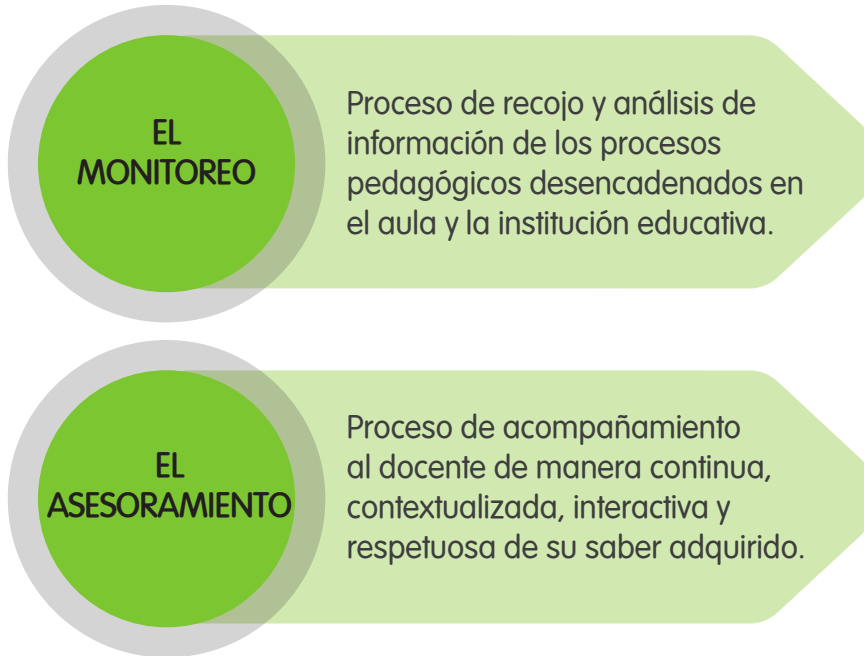 EL
MONITOREO
Proceso de recojo y análisis de
información de los procesos
pedagógicos desencadenados en
el aula y la institución educativa.
EL
ASESORAMIENTO
Proceso de acompañamiento
al docente de manera continua,
contextualizada, interactiva y
respetuosa de su saber adquirido.